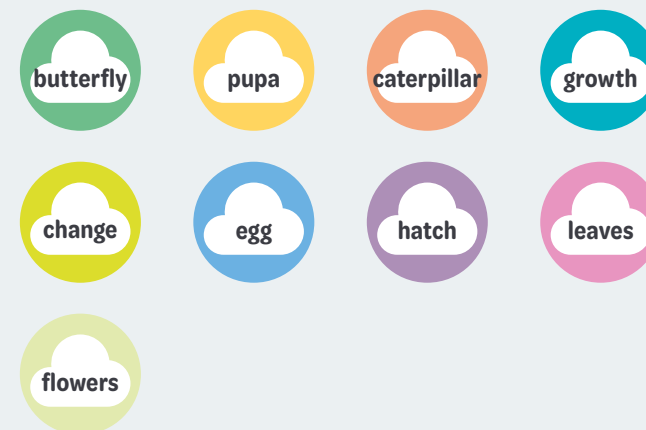 butterfly
pupa
caterpillar
growth
change
egg
hatch
leaves
flowers